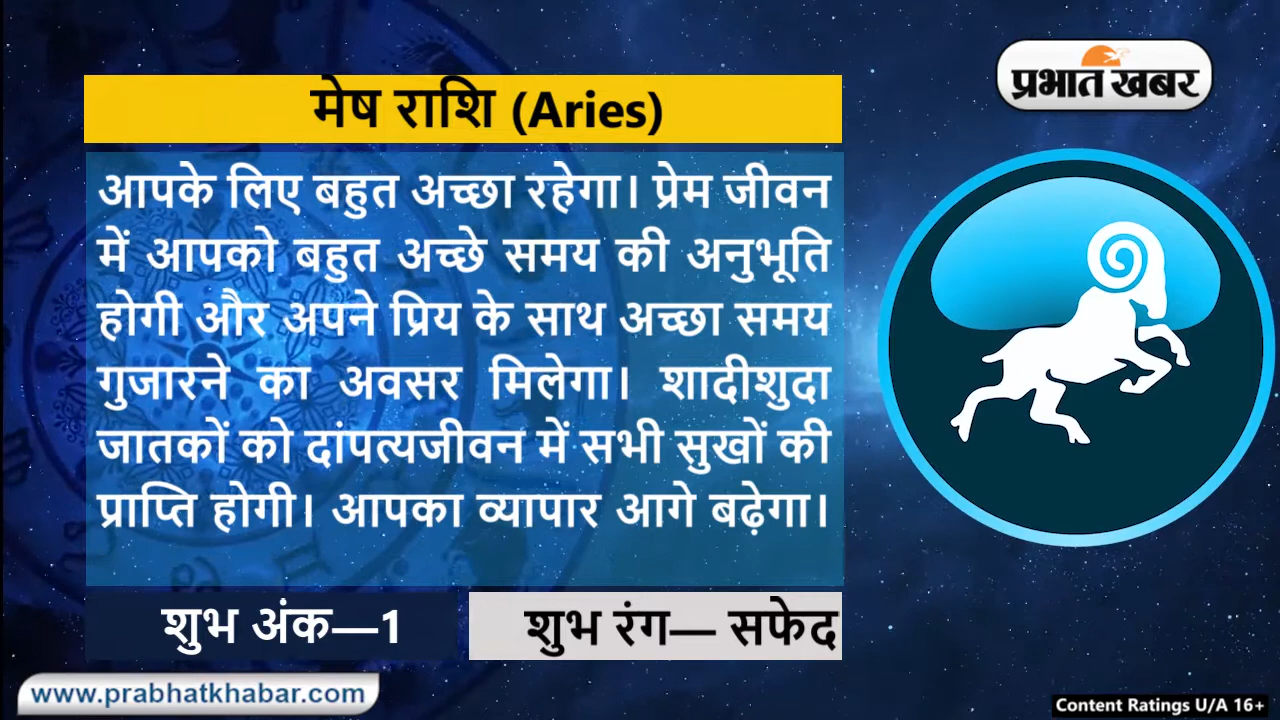 प्रभात खबर
मेष राशि (Aries)
आपके लिए बहुत अच्छा रहेगा। प्रेम जीवन
में आपको बहुत अच्छे समय की अनुभूति
होगी और अपने प्रिय के साथ अच्छा समय
गुजारने का अवसर मिलेगा। शादीशुदा
जातकों को दांपत्यजीवन में सभी सुखों की
प्राप्ति होगी। आपका व्यापार आगे बढ़ेगा।
शुभ अंक—1
शुभ रंग— सफेद
www.prabhatkhabar.com
Content Ratings U/A 16+